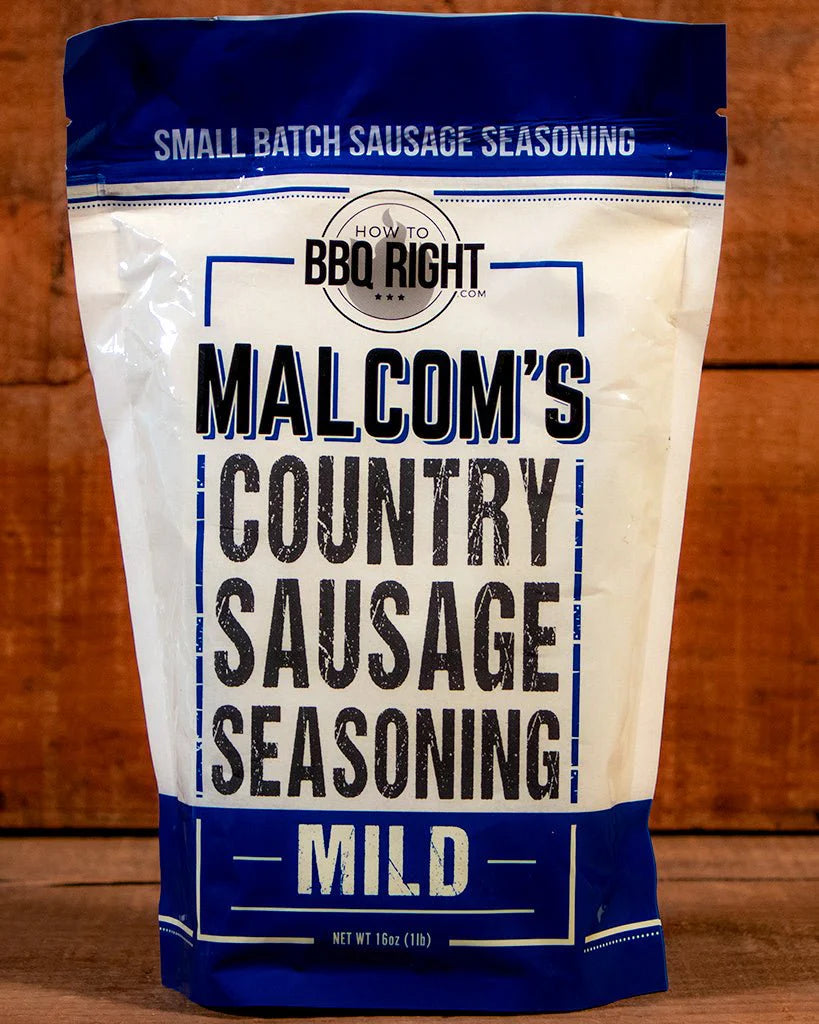 SMALL BATCH SAUSAGE SEASONING
HOW TO
BBQ RIGHT
.COM
MALCOM'S
COUNTRY
SAUSAGE
SEASONING
MILD
NET WT 16oz (1lb)